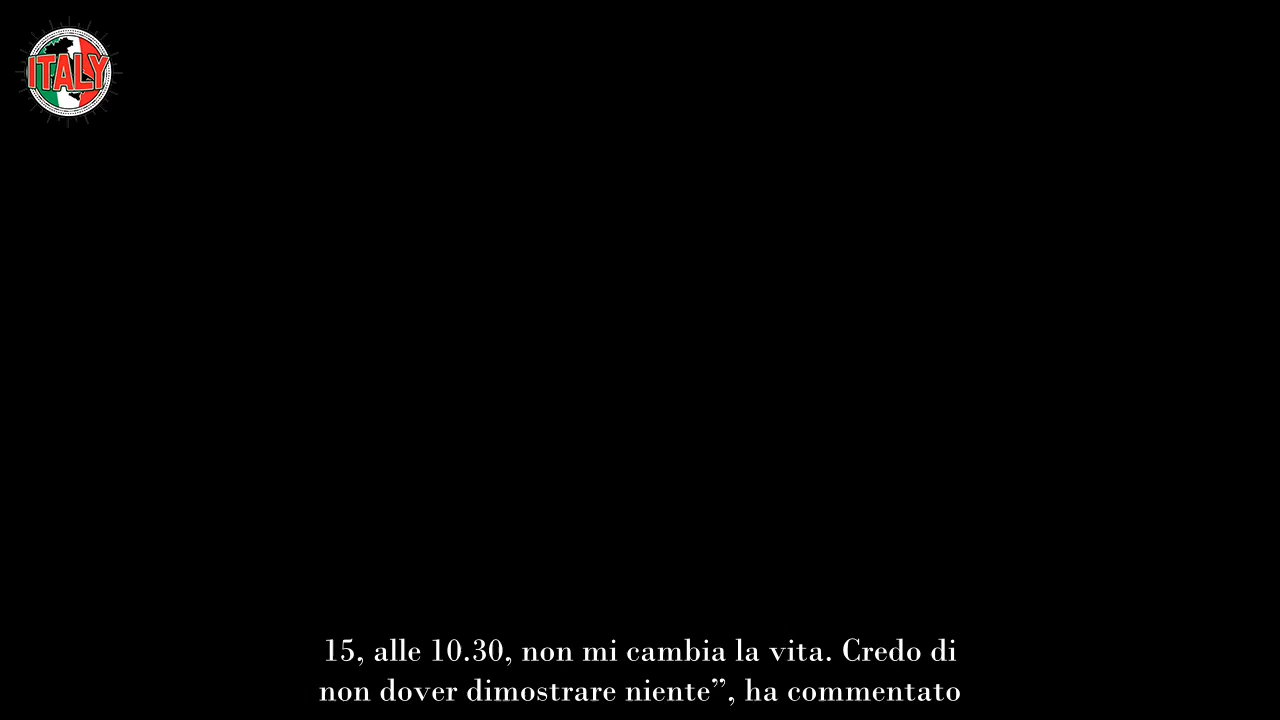 ITALY
15, alle 10.30, non mi cambia la vita. Credo di
non dover dimostrare niente”, ha commentato